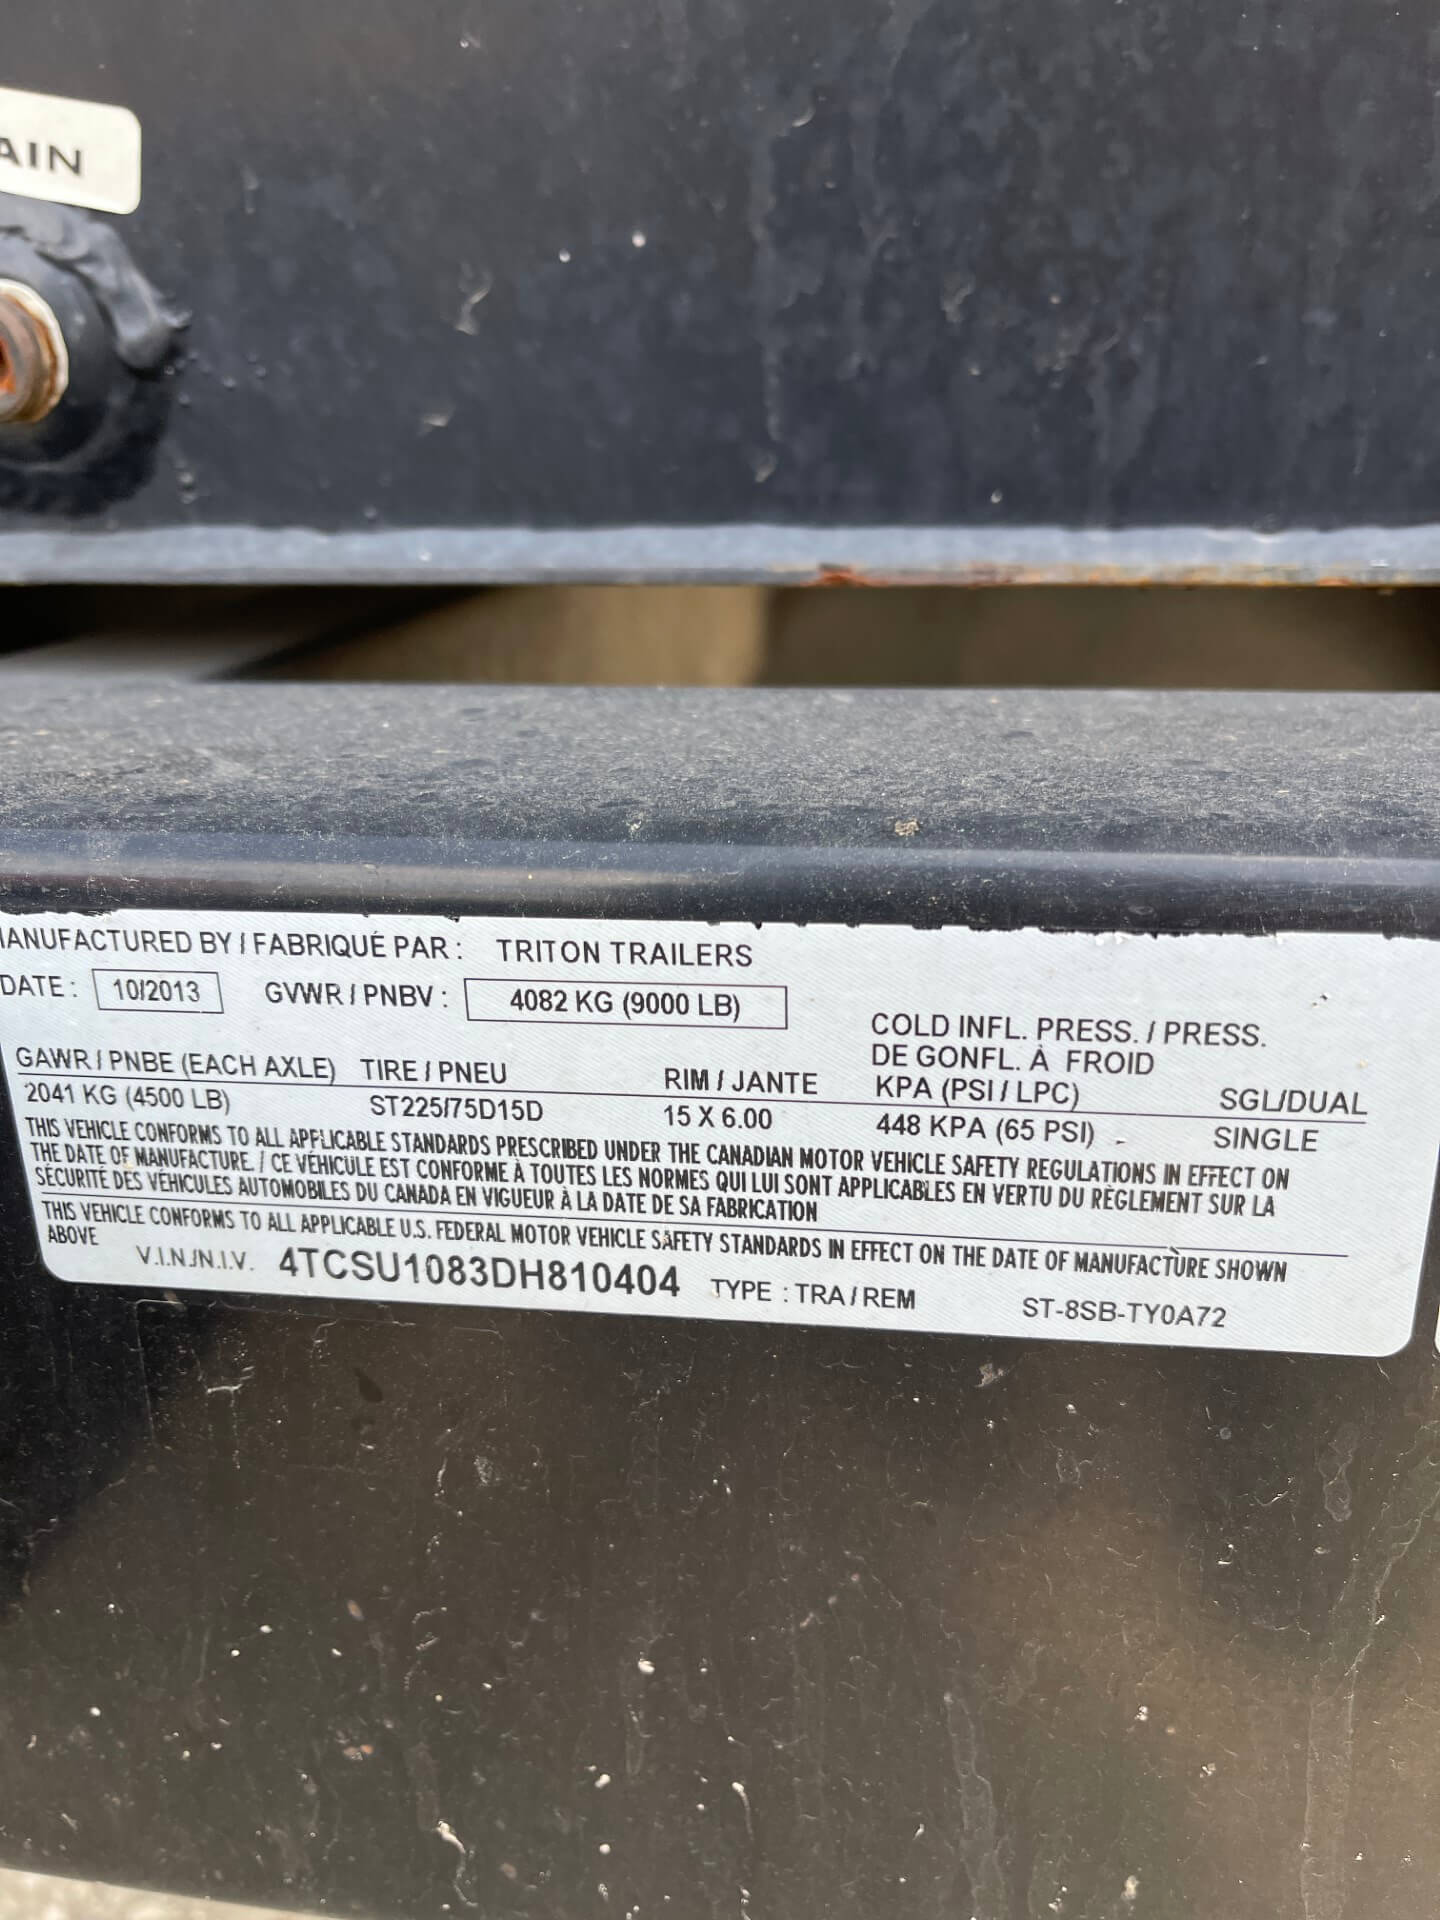 AIN
MANUFACTURED BY / FABRIQUÉ PAR : TRITON TRAILERS
DATE : 10/2013 GVWR / PNBV : 4082 KG (9000 LB)
COLD INFL. PRESS. / PRESS.
DE GONFL. À FROID
GAWR / PNBE (EACH AXLE) TIRE / PNEU RIM / JANTE KPA (PSI / LPC) SGL/DUAL
2041 KG (4500 LB) ST225/75D15D 15 X 6.00 448 KPA (65 PSI) - SINGLE
THIS VEHICLE CONFORMS TO ALL APPLICABLE STANDARDS PRESCRIBED UNDER THE CANADIAN MOTOR VEHICLE SAFETY REGULATIONS IN EFFECT ON
THE DATE OF MANUFACTURE. / CE VÉHICULE EST CONFORME À TOUTES LES NORMES QUI LUI SONT APPLICABLES EN VERTU DU RÈGLEMENT SUR LA
SÉCURITÉ DES VÉHICULES AUTOMOBILES DU CANADA EN VIGUEUR À LA DATE DE SA FABRICATION
THIS VEHICLE CONFORMS TO ALL APPLICABLE U.S. FEDERAL MOTOR VEHICLE SAFETY STANDARDS IN EFFECT ON THE DATE OF MANUFACTURE SHOWN
ABOVE
V.I.N./N.I.V. 4TCSU1083DH810404 TYPE : TRA / REM ST-8SB-TY0A72